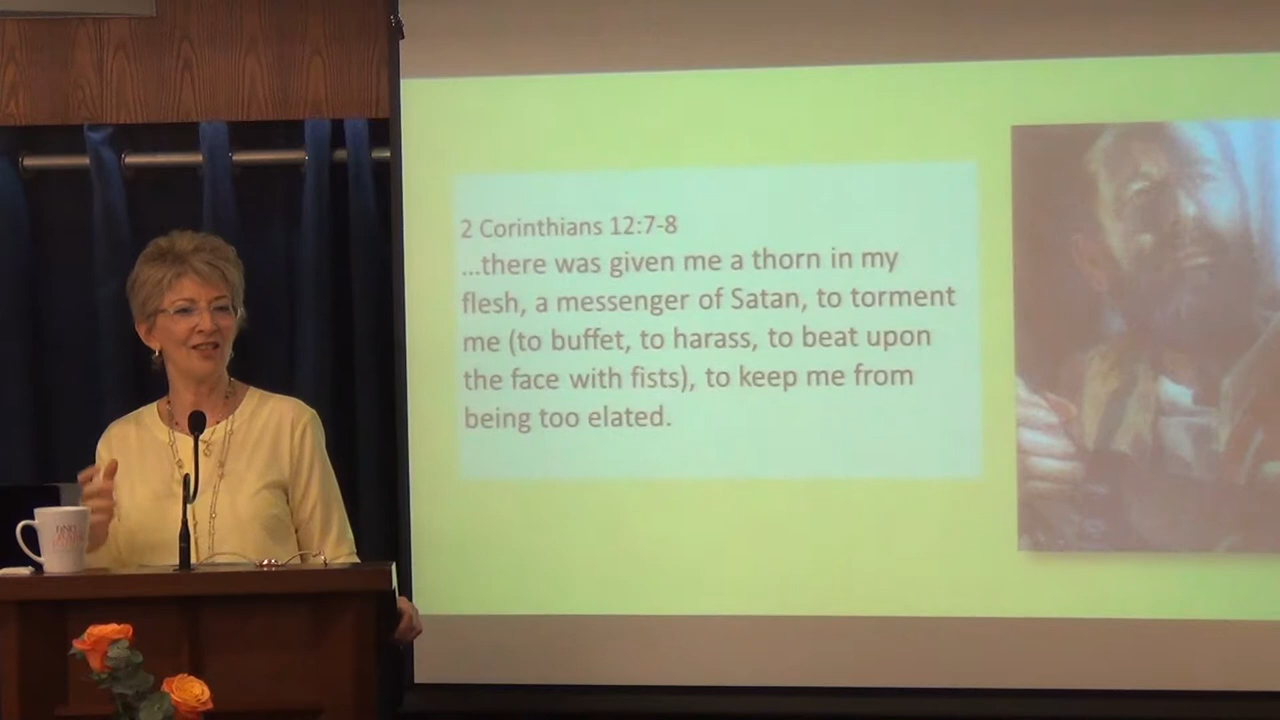 2 Corinthians 12:7-8
...there was given me a thorn in my
flesh, a messenger of Satan, to torment
me (to buffet, to harass, to beat upon
the face with fists), to keep me from
being too elated.